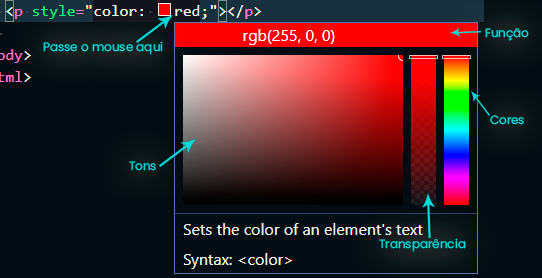 <p style="color: red;"></p>
Passe o mouse aqui
rgb(255, 0, 0)
Função
ody>
tml>
Cores
Tons
Sets the color of an element's text
Transparência
Syntax: <color>